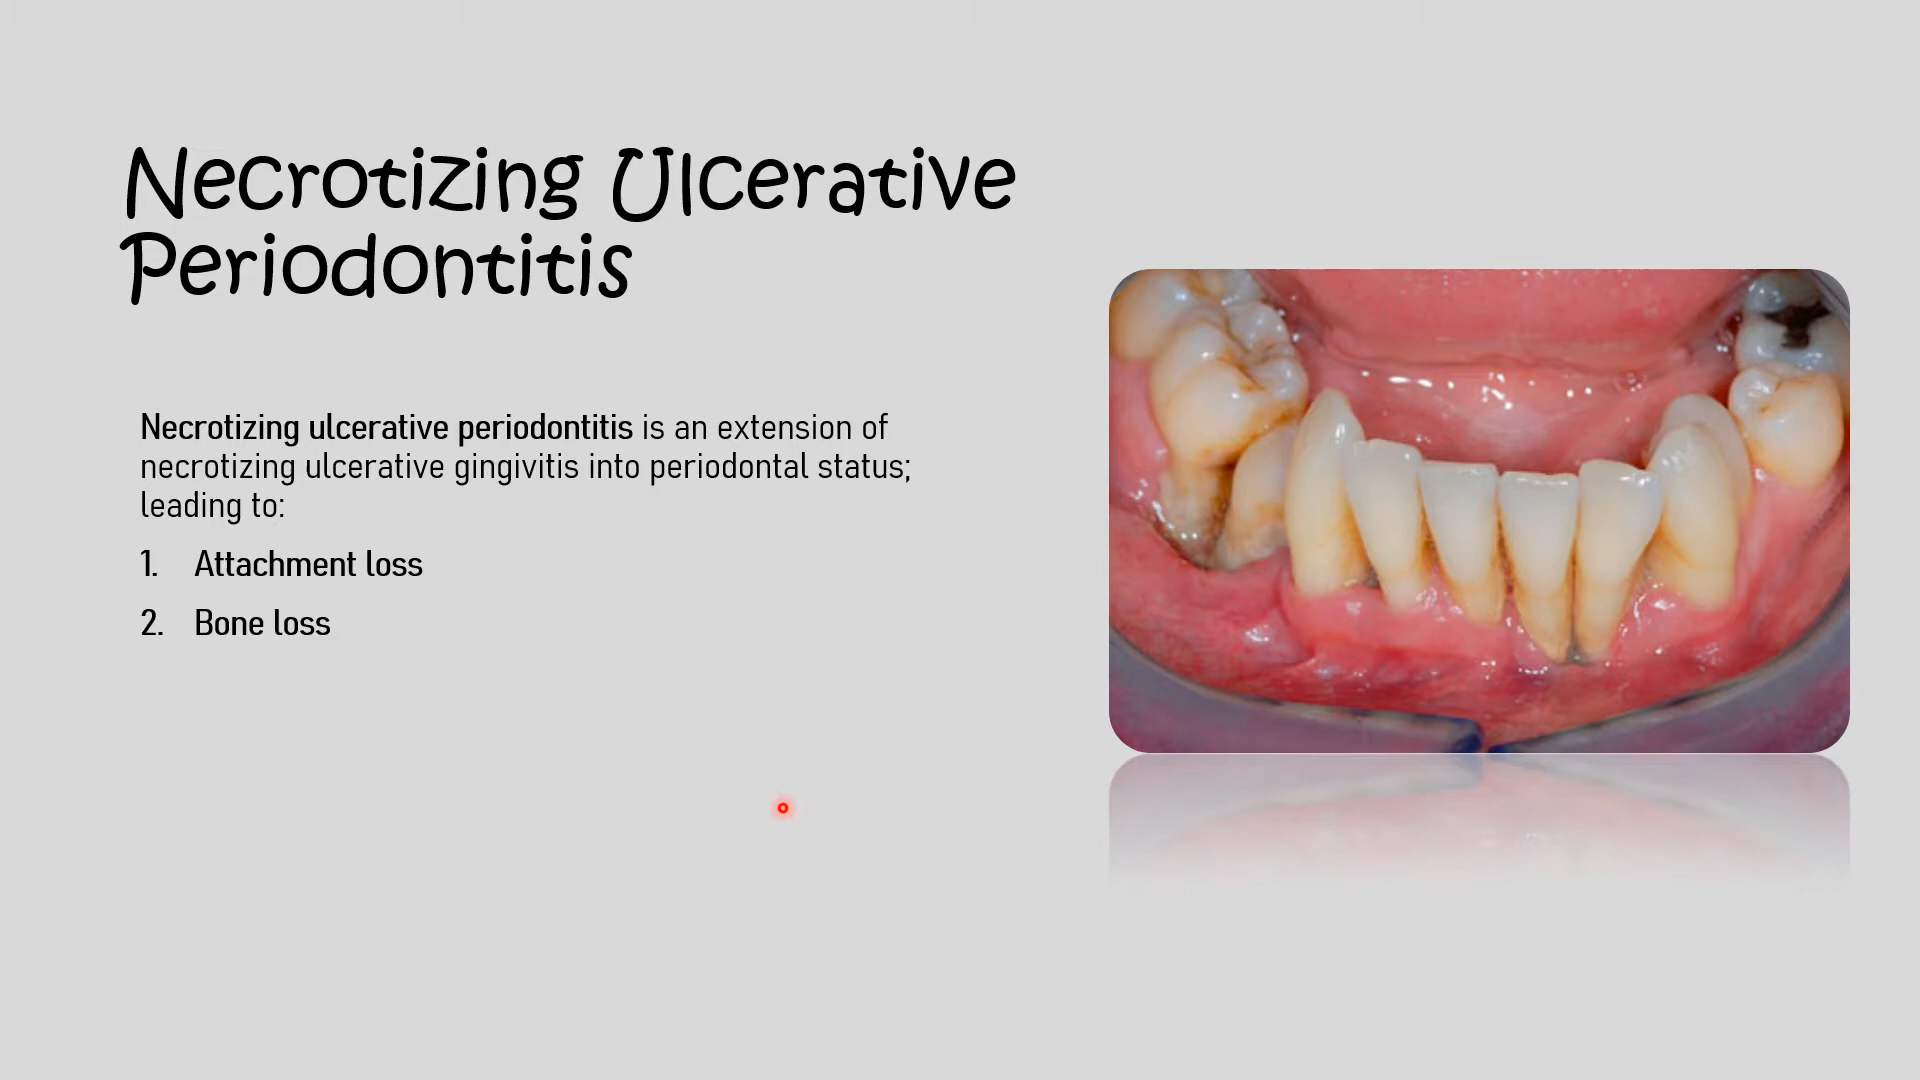 Necrotizing Ulcerative
Periodontitis
Necrotizing ulcerative periodontitis is an extension of
necrotizing ulcerative gingivitis into periodontal status;
leading to:
1. Attachment loss
2. Bone loss